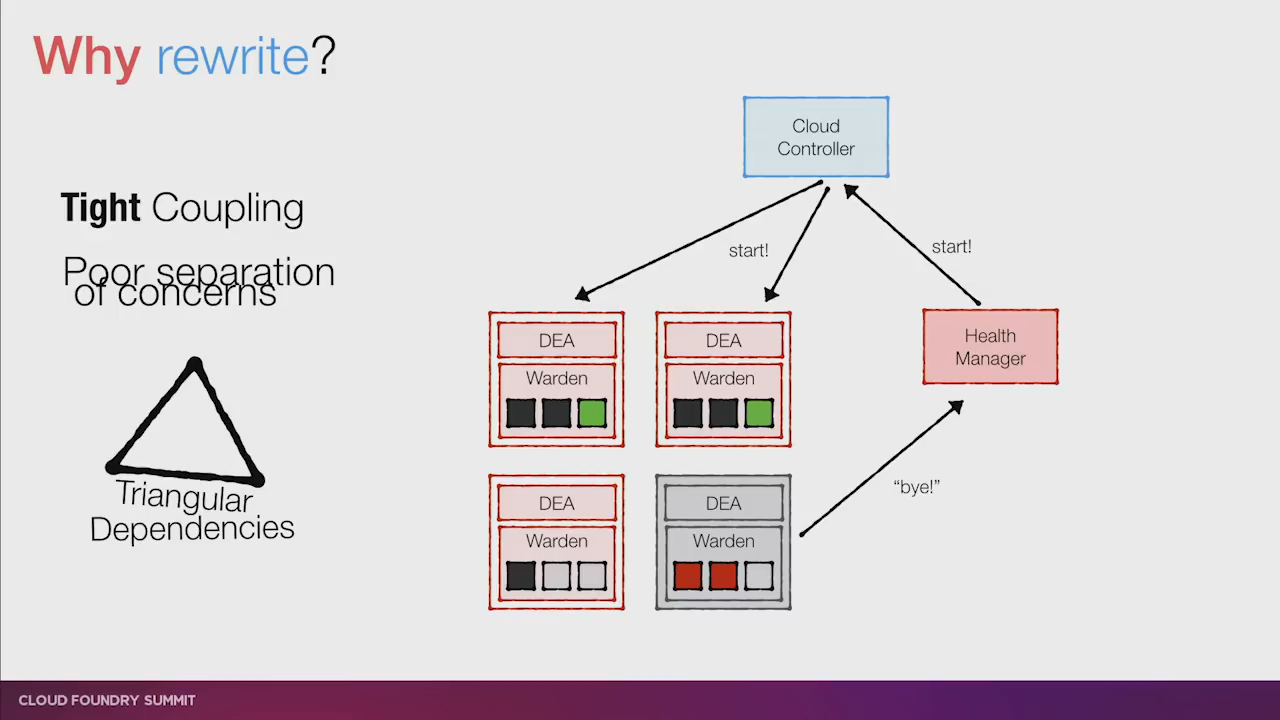 Why rewrite?
Tight Coupling
Poor separation
of concerns
Triangular
Dependencies
Cloud
Controller
start!
start!
Health
Manager
DEA
Warden
DEA
Warden
DEA
Warden
DEA
Warden
"bye!"
CLOUD FOUNDRY SUMMIT